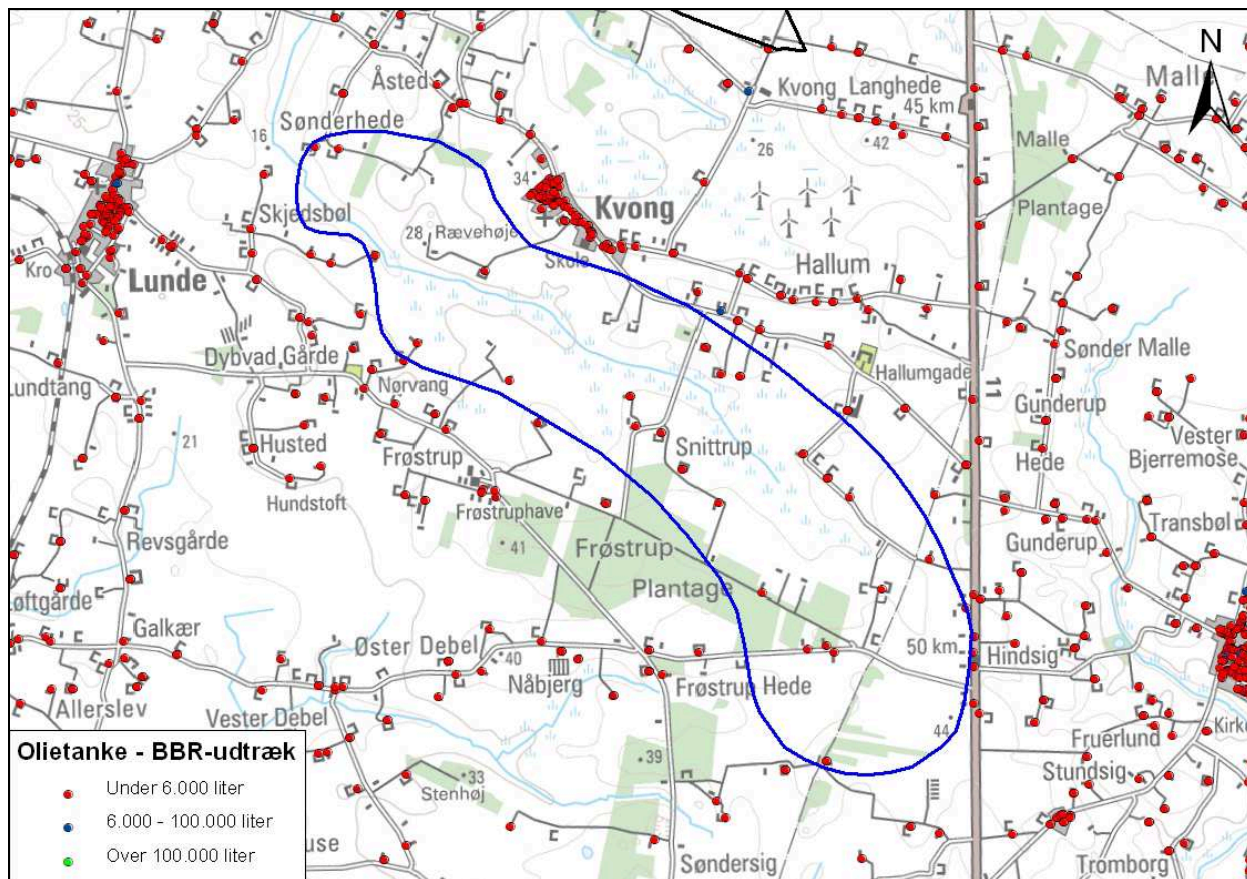 N
Åsted
Kvong Langhede
45 km
Malle
25
Sønderhede
16
26
42
Malle
34
Plantage
Kvong
Skjedsbøl
28
Rævehøje
Skole
Kro
Lunde
Hallum
Dybvad Gårde
Sønder Malle
Nørvang
Hallumgade
11
Gunderup
21
Husted
Frøstrup
Snittrup
Hede
Vester
Bjerremose
Hundstoft
Frøstruphave
Transbøl
Revsgårde
41
Frøstrup
Gunderup
Plantage
Galkær
Øster Debel
40
50 km
Hindsig
Nåbjerg
Frøstrup Hede
Allerslev
Vester Debel
44
Fruerlund
Kirke
39
Stundsig
33
Stenhøj
Søndersig
Tromborg
Olietanke - BBR-udtræk
Under 6.000 liter
6.000 - 100.000 liter
Over 100.000 liter